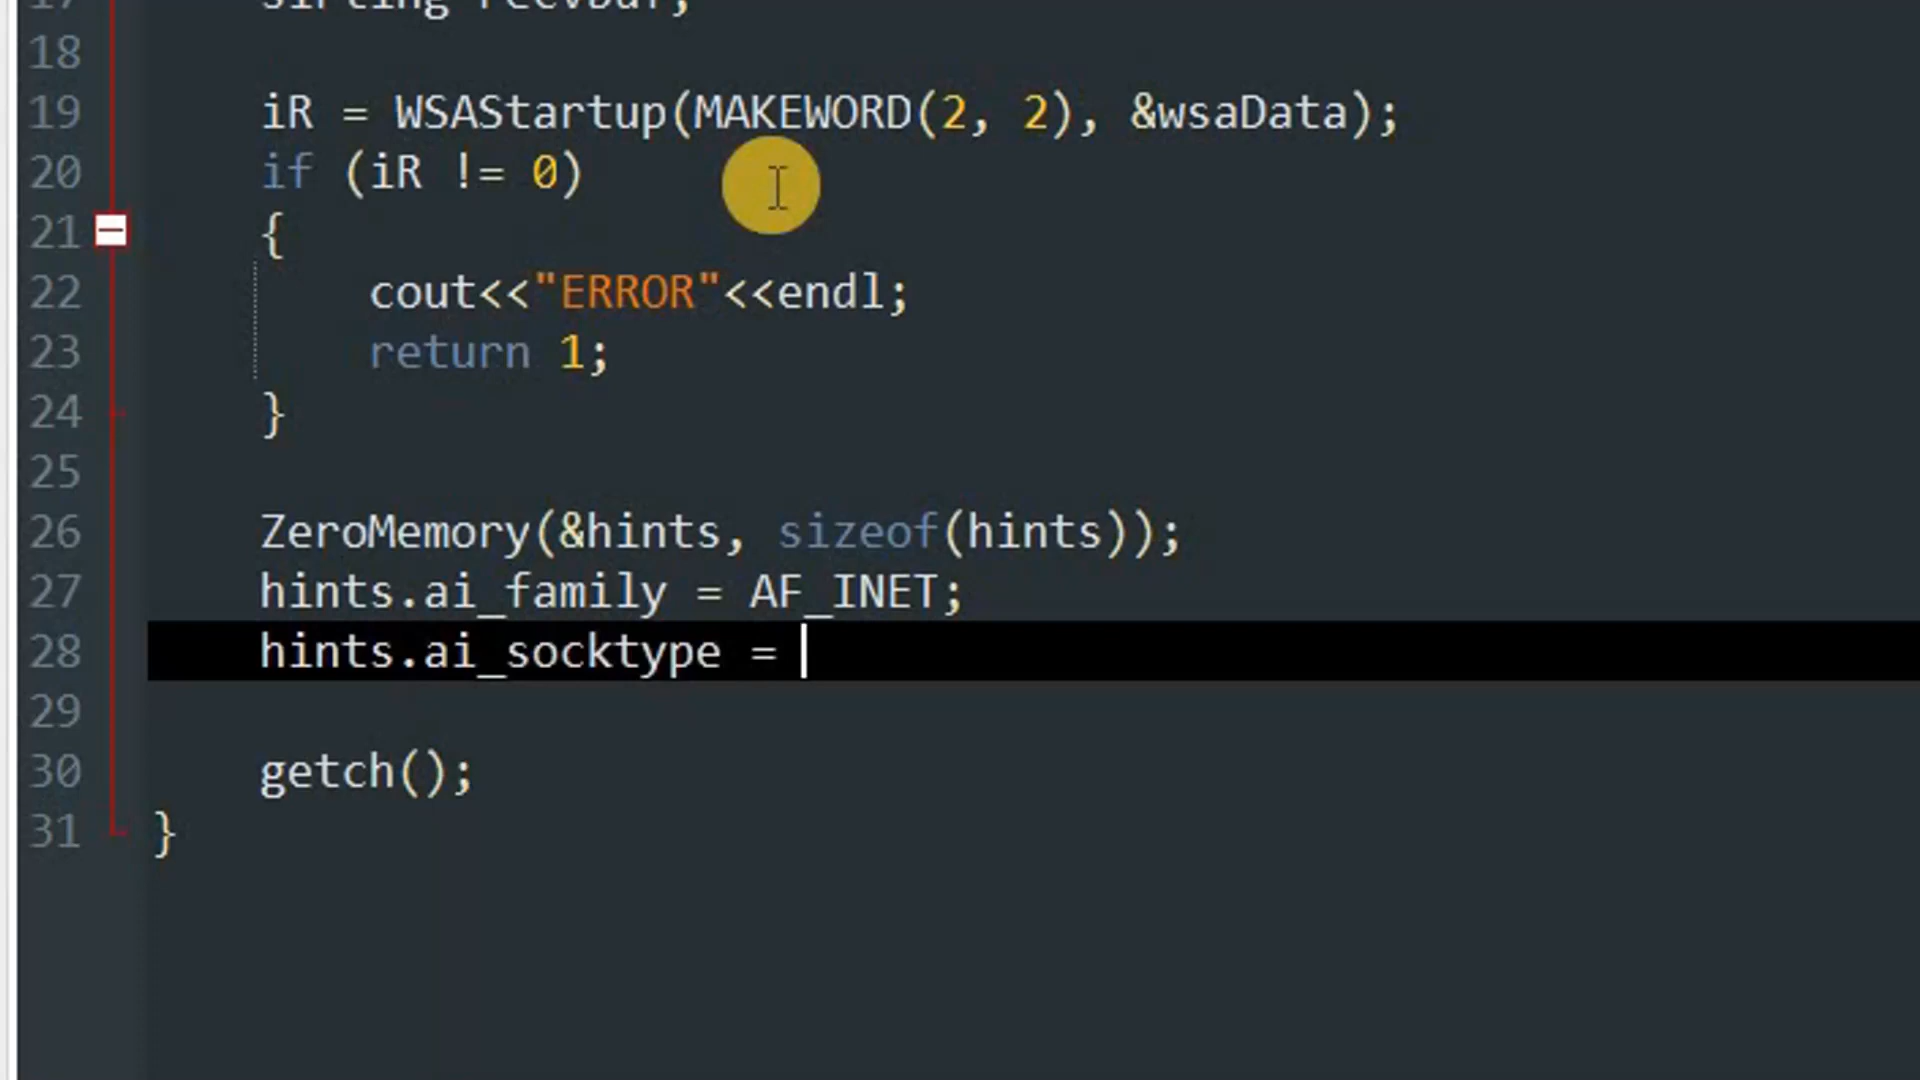 18
19 iR = WSAStartup(MAKEWORD(2, 2), &wsaData);
20 if (iR != 0)
21 {
22 cout<<"ERROR"<<endl;
23 return 1;
24 }
25
26 ZeroMemory(&hints, sizeof(hints));
27 hints.ai_family = AF_INET;
28 hints.ai_socktype =
29
30 getch();
31 }